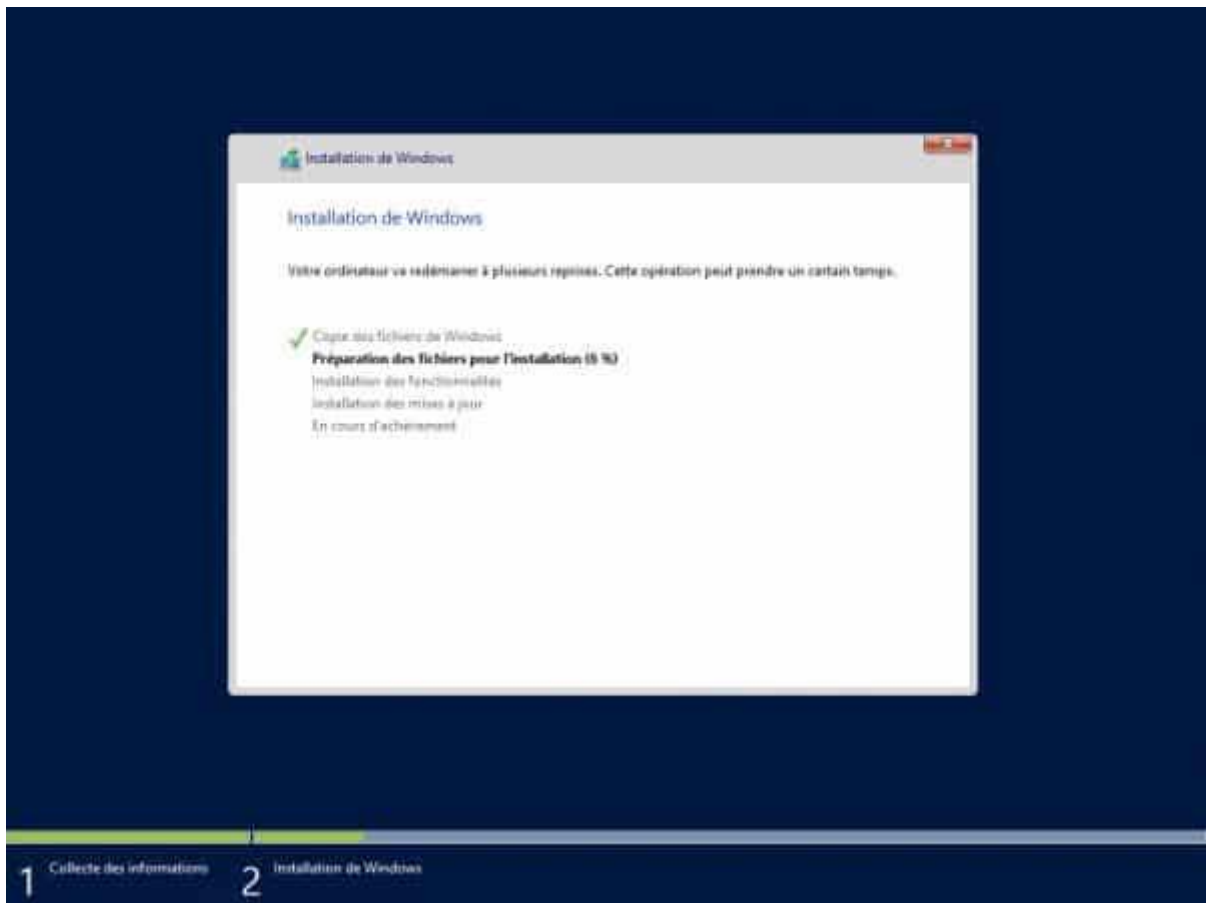 Installation de Windows
Installation de Windows
Votre ordinateur va redémarrer à plusieurs reprises. Cette opération peut prendre un certain temps.
Copie des fichiers de Windows
Préparation des fichiers pour l'installation (6 %)
Installation des fonctionnalités
Installation des mises à jour
En cours d'achèvement
1 Collecte des informations 2 Installation de Windows